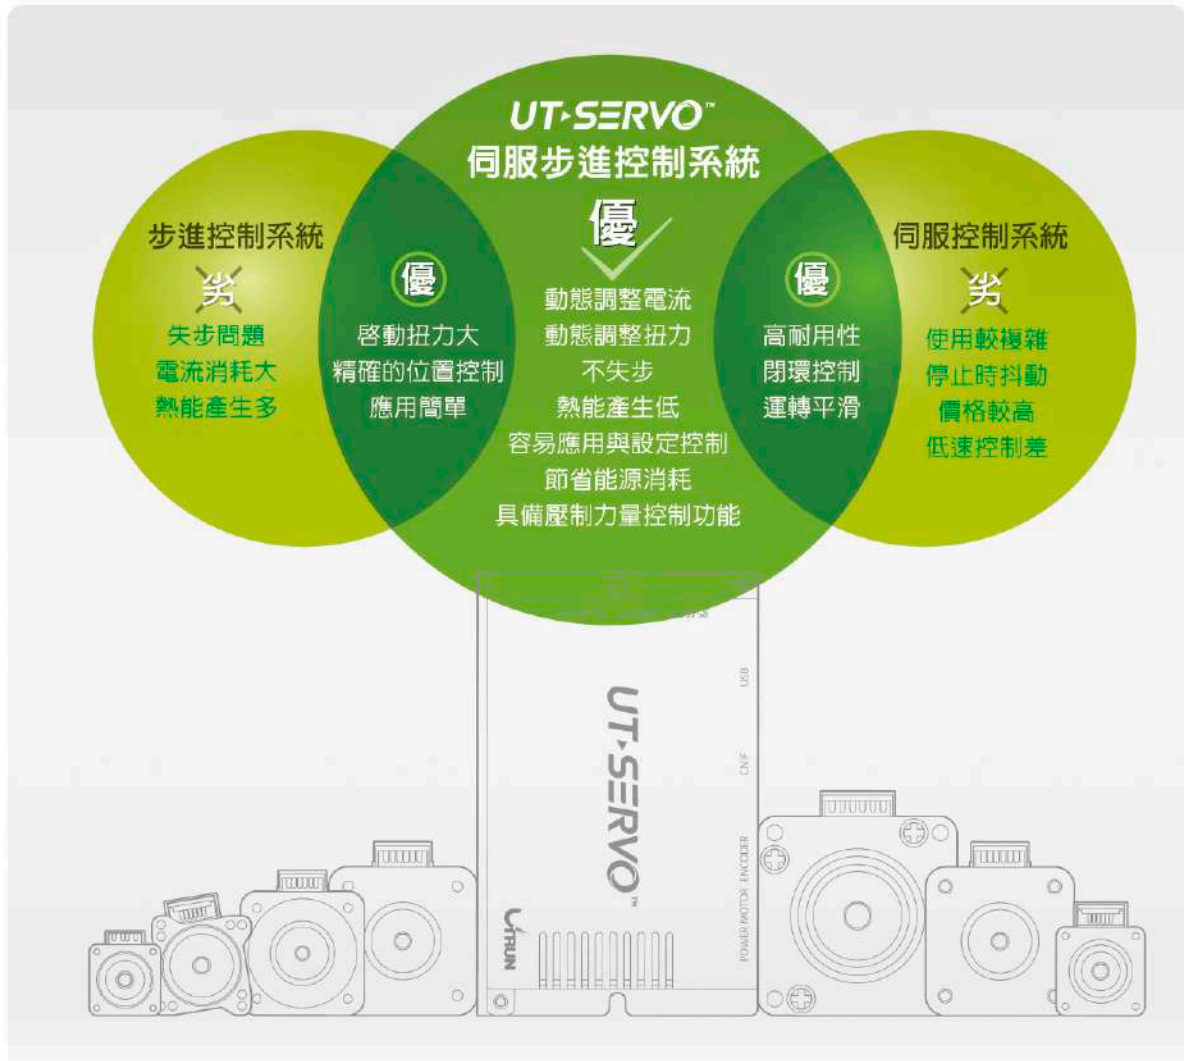 UT-SERVO™
伺服步進控制系統
優
動態調整電流
動態調整扭力
不失步
熱能產生低
容易應用與設定控制
節省能源消耗
具備壓制力量控制功能
步進控制系統
劣
失步問題
電流消耗大
熱能產生多
優
啓動扭力大
精確的位置控制
應用簡單
優
高耐用性
閉環控制
運轉平滑
伺服控制系統
劣
使用較複雜
停止時抖動
價格較高
低速控制差
UT-SERVO™
UTRUN
USB
CN IF
ENCODER
MOTOR
POWER